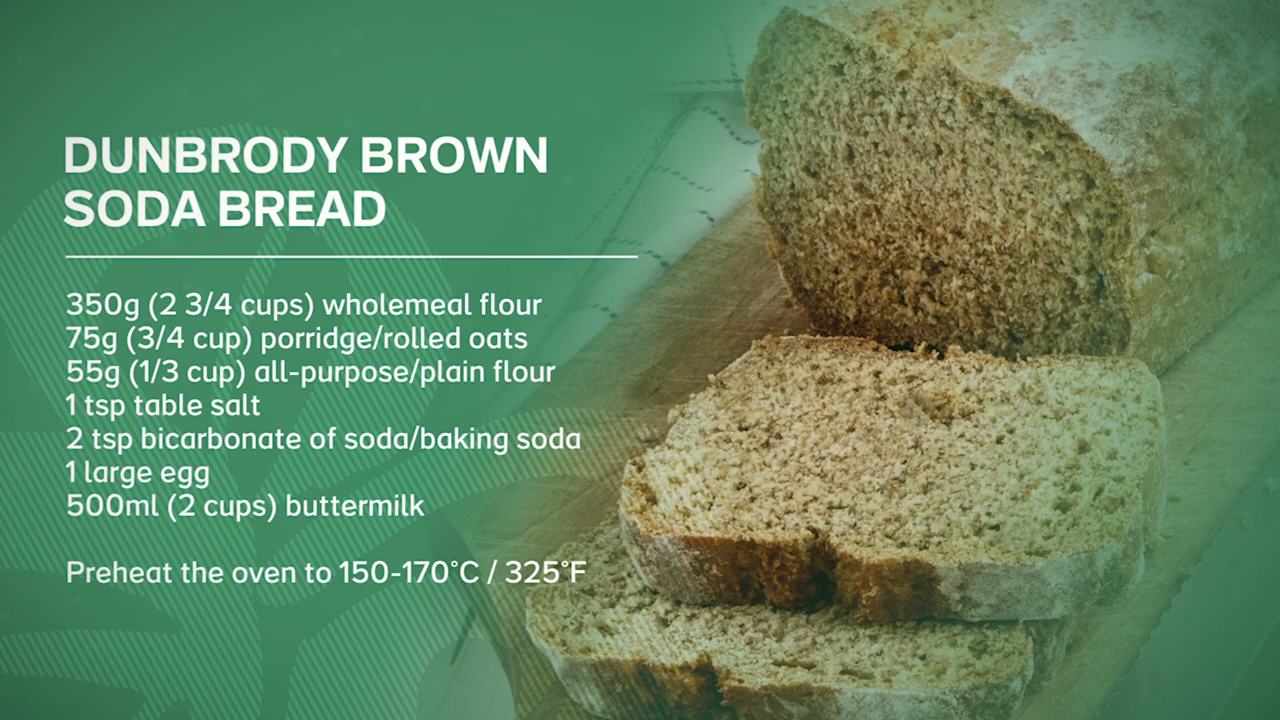 DUNBRODY BROWN
SODA BREAD
350g (2 3/4 cups) wholemeal flour
75g (3/4 cup) porridge/rolled oats
55g (1/3 cup) all-purpose/plain flour
1 tsp table salt
2 tsp bicarbonate of soda/baking soda
1 large egg
500ml (2 cups) buttermilk
Preheat the oven to 150-170°C / 325°F